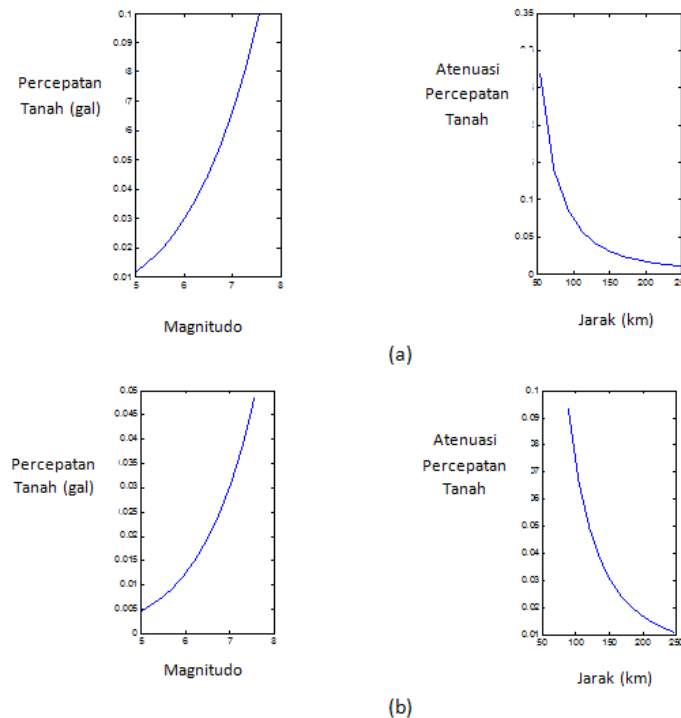 0.1
Percepatan
Tanah (gal)
0.05
0.04
0.03
0.02
0.01
5 6 7 8
Magnitudo
0.35
Atenuasi
Percepatan
Tanah
0.1
0.05
0
50 100 150 200 250
Jarak (km)
(a)
0.05
0.045
0.04
0.035
Percepatan
Tanah (gal)
0.03
0.025
0.02
0.015
0.01
0.005
0
5 6 7 8
Magnitudo
0.1
Atenuasi
Percepatan
Tanah
0.05
0.04
0.03
0.02
0.01
50 100 150 200 250
Jarak (km)
(b)